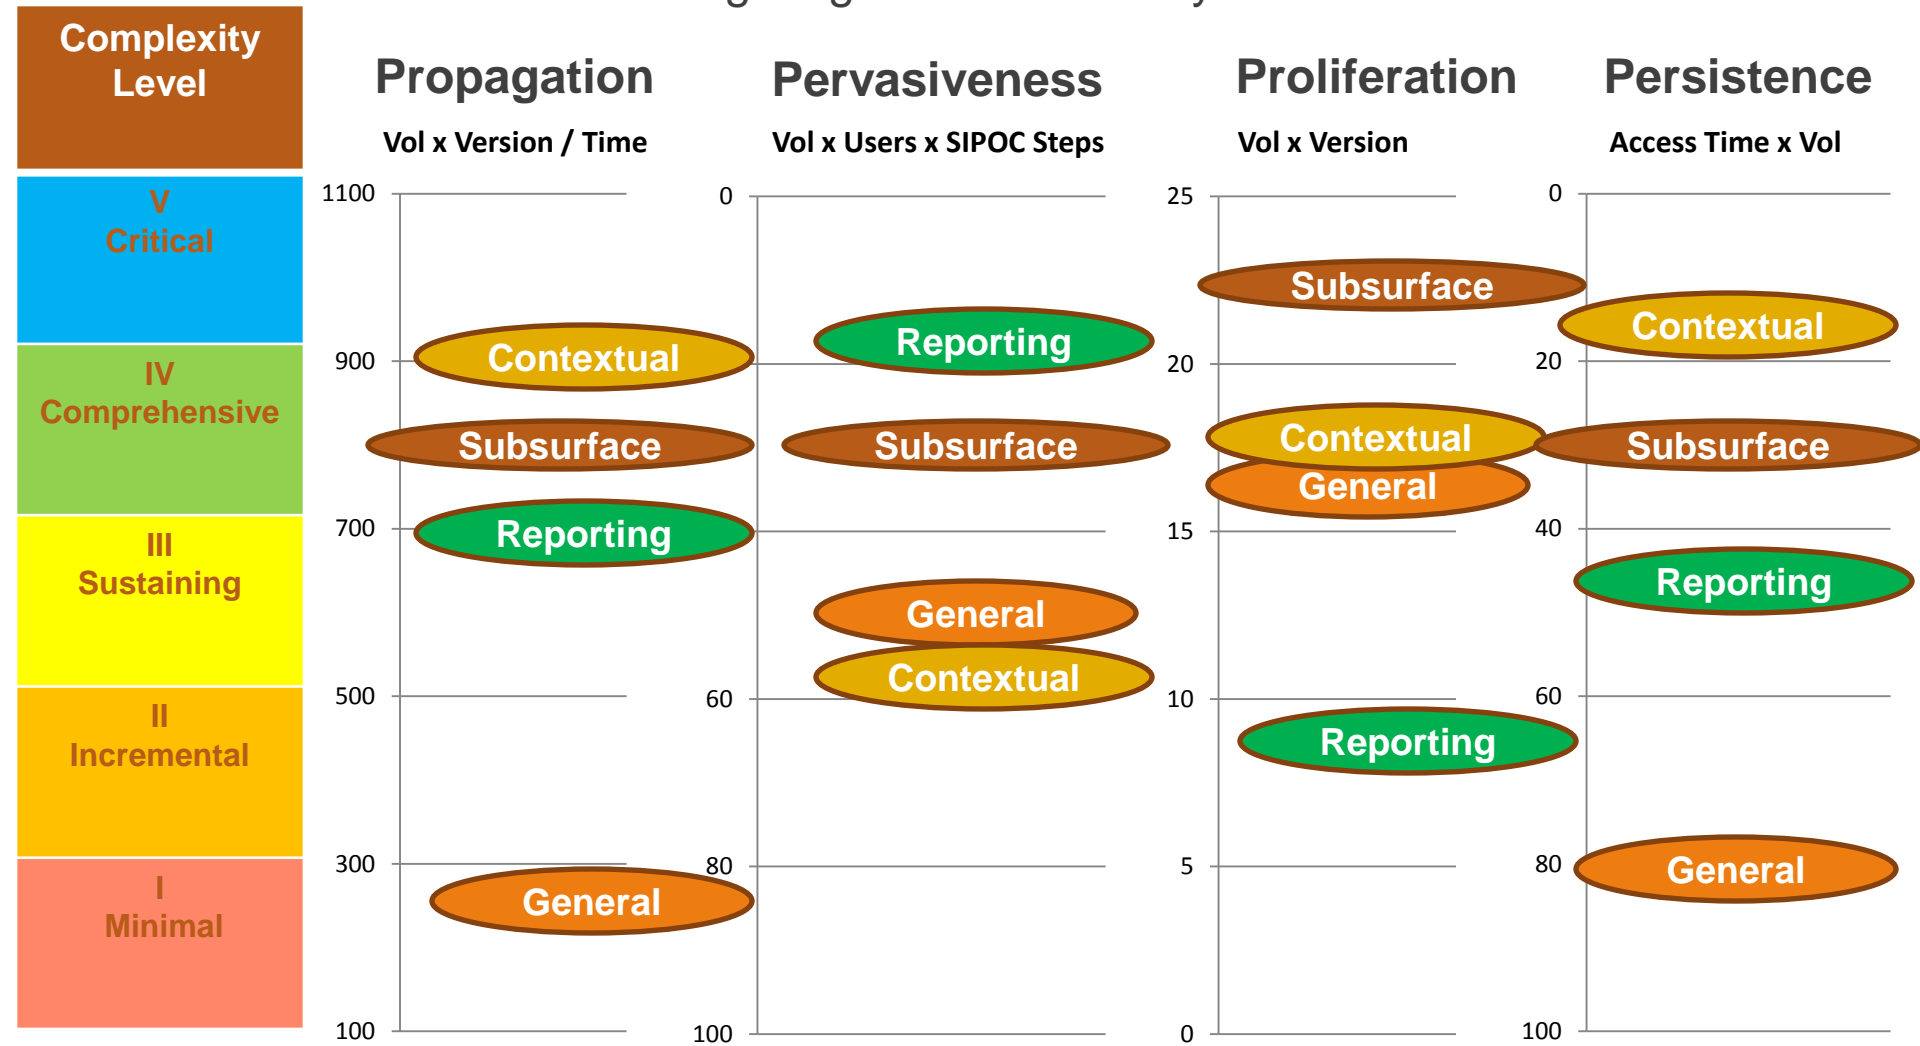 Complexity
Level
Propagation
Pervasiveness
Proliferation
Persistence
Vol x Version / Time
Vol x Users x SIPOC Steps
Vol x Version
Access Time x Vol
V
Critical
IV
Comprehensive
III
Sustaining
II
Incremental
I
Minimal
1100
900
700
500
300
100
Contextual
Subsurface
Reporting
General
0
60
80
100
Reporting
Subsurface
General
Contextual
25
20
15
10
5
0
Subsurface
Contextual
General
Reporting
0
20
40
60
80
100
Contextual
Subsurface
Reporting
General